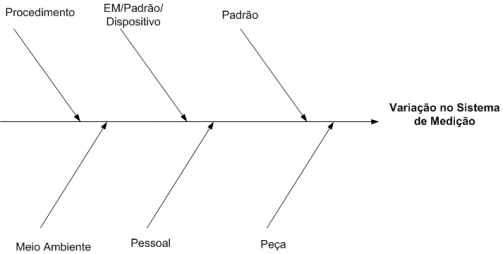 Procedimento
EM/Padrão/
Dispositivo
Padrão
Variação no Sistema
de Medição
Meio Ambiente
Pessoal
Peça